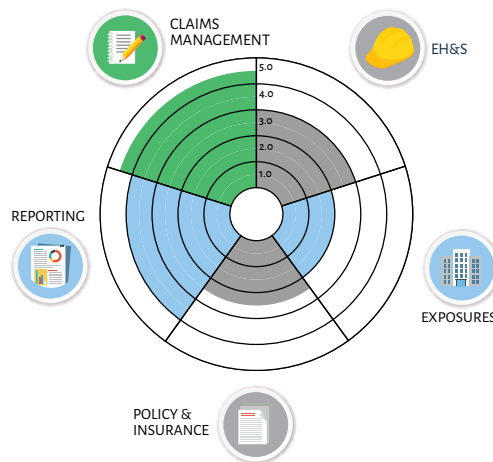 CLAIMS
MANAGEMENT
EH&S
5.0
4.0
3.0
2.0
1.0
REPORTING
EXPOSURES
POLICY &
INSURANCE